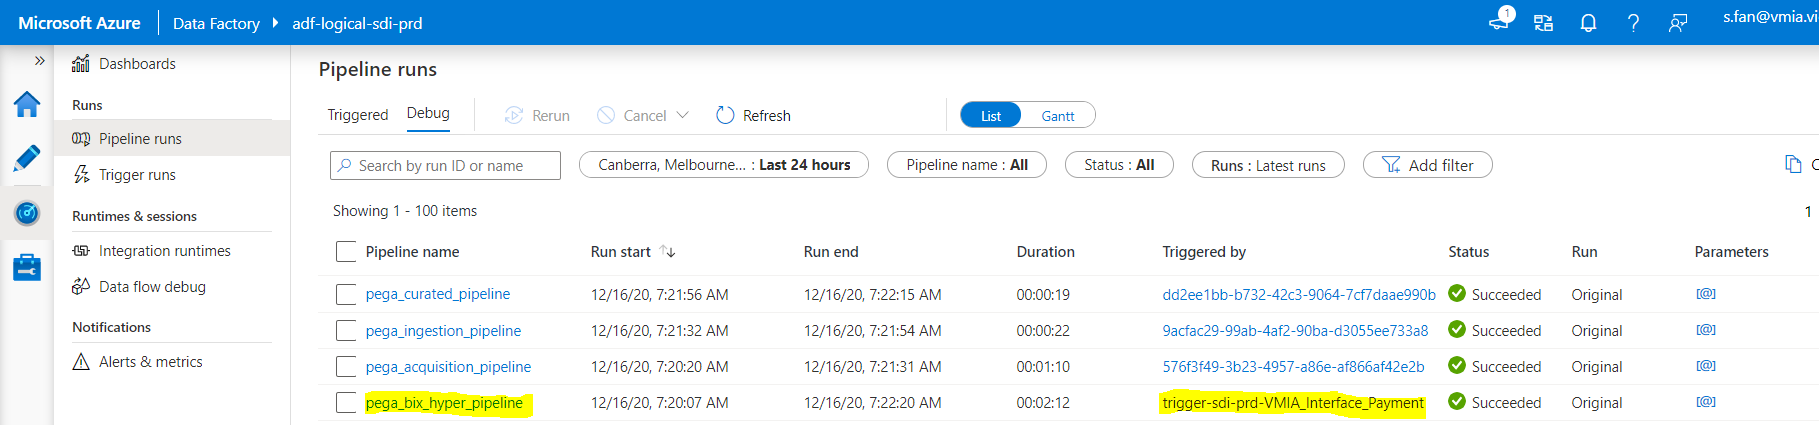 Microsoft Azure Data Factory adf-logical-sdi-prd 1 s.fan@vmia.vi
Dashboards
Runs
Pipeline runs
Trigger runs
Runtimes & sessions
Integration runtimes
Data flow debug
Notifications
Alerts & metrics
Pipeline runs
Triggered Debug Rerun Cancel Refresh List Gantt
Search by run ID or name Canberra, Melbourne... : Last 24 hours Pipeline name : All Status : All Runs : Latest runs Add filter
Showing 1 - 100 items 1
Pipeline name Run start Run end Duration Triggered by Status Run Parameters
pega_curated_pipeline 12/16/20, 7:21:56 AM 12/16/20, 7:22:15 AM 00:00:19 dd2ee1bb-b732-42c3-9064-7cf7daae990b Succeeded Original [@]
pega_ingestion_pipeline 12/16/20, 7:21:32 AM 12/16/20, 7:21:54 AM 00:00:22 9acfac29-99ab-4af2-90ba-d3055ee733a8 Succeeded Original [@]
pega_acquisition_pipeline 12/16/20, 7:20:20 AM 12/16/20, 7:21:31 AM 00:01:10 576f3f49-3b23-4957-a86e-af866af42e2b Succeeded Original [@]
pega_bix_hyper_pipeline 12/16/20, 7:20:07 AM 12/16/20, 7:22:20 AM 00:02:12 trigger-sdi-prd-VMIA_Interface_Payment Succeeded Original [@]